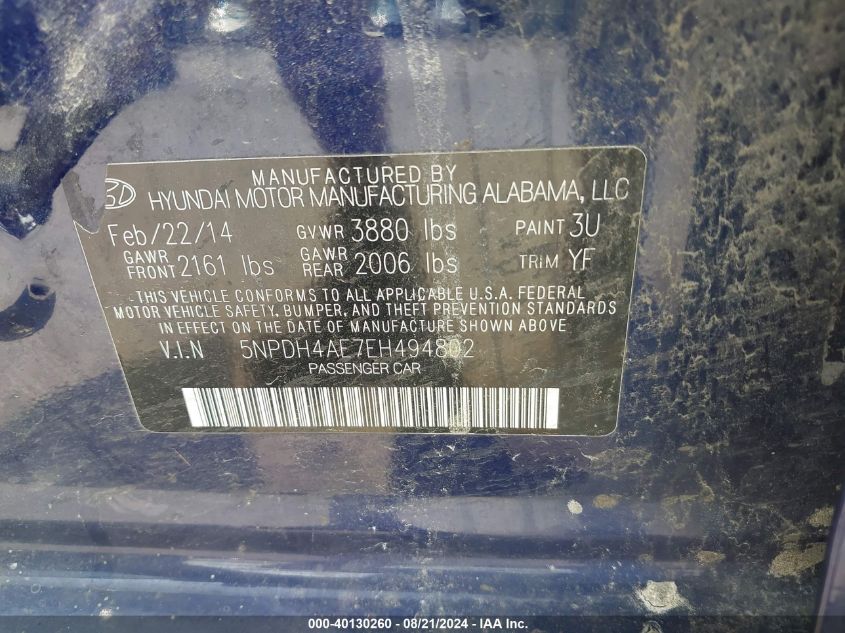 MANUFACTURED BY
HYUNDAI MOTOR MANUFACTURING ALABAMA, LLC
Feb/22/14 GVWR 3880 lbs PAINT 3U
GAWR FRONT 2161 lbs GAWR REAR 2006 lbs TRIM YF
THIS VEHICLE CONFORMS TO ALL APPLICABLE U.S.A. FEDERAL
MOTOR VEHICLE SAFETY, BUMPER, AND THEFT PREVENTION STANDARDS
IN EFFECT ON THE DATE OF MANUFACTURE SHOWN ABOVE
V.I.N 5NPDH4AE7EH494802
PASSENGER CAR
000-40130260 - 08/21/2024 - IAA Inc.